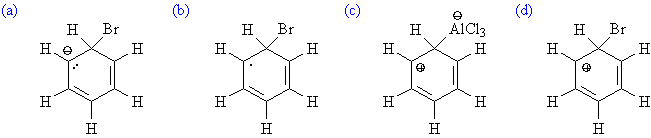 (a) (b) (c) (d)
H Br H Br H ⊖ AlCl3 H Br
H ⊖ H H H H ⊕ H H ⊕ H
H H H H H H H H
H H H H